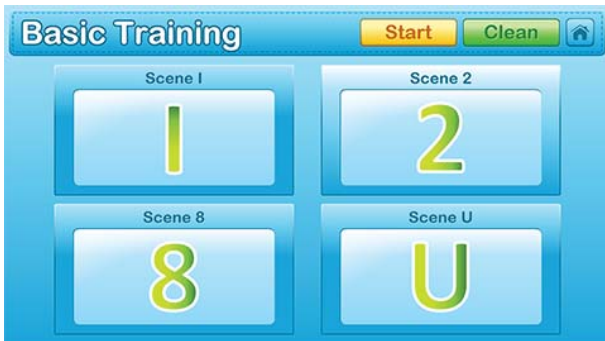 Basic Training Start Clean
Scene I Scene 2
I 2
Scene 8 Scene U
8 U